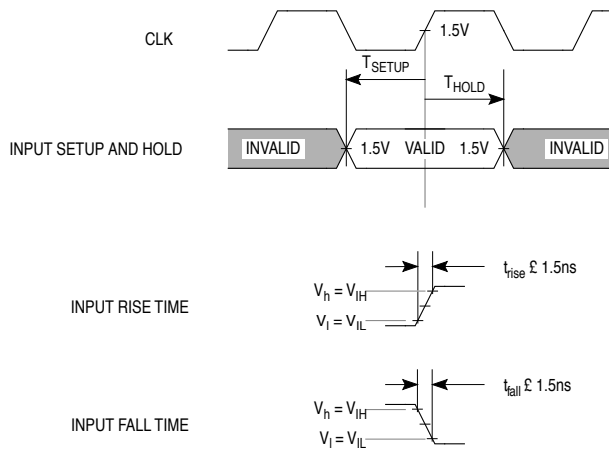 CLK
1.5V
TSETUP
THOLD
INPUT SETUP AND HOLD
INVALID
1.5V
VALID
1.5V
INVALID
trise £ 1.5ns
Vh = VIH
INPUT RISE TIME
Vl = VIL
tfall £ 1.5ns
Vh = VIH
INPUT FALL TIME
Vl = VIL